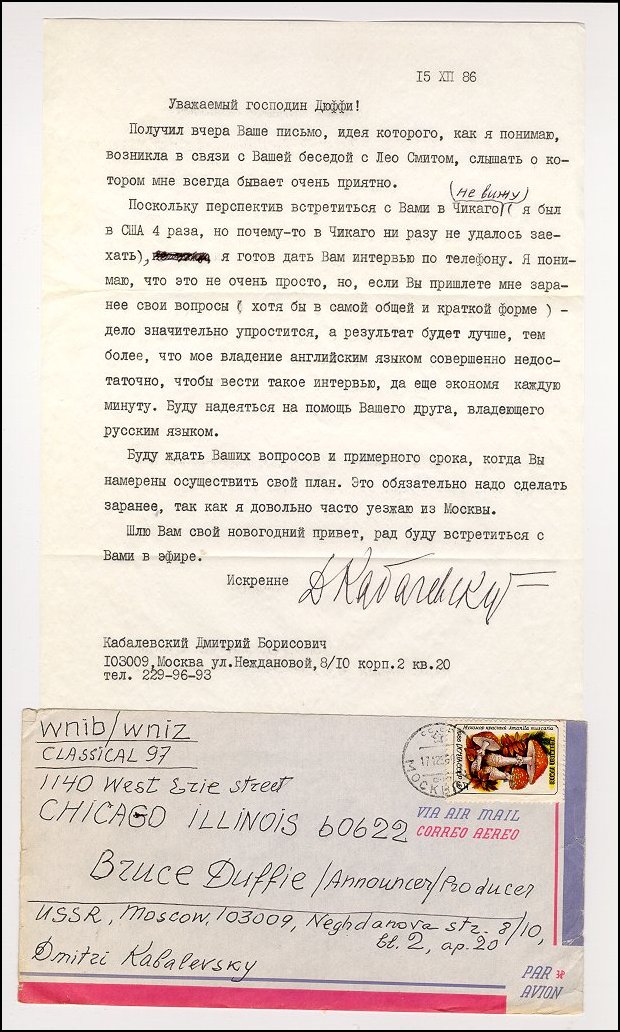 15 XII 86
Уважаемый господин Дюффи!
Получил вчера Ваше письмо, идея которого, как я понимаю,
возникла в связи с Вашей беседой с Лео Смитом, слышать о ко-
тором мне всегда бывает очень приятно.
(не вижу)
Поскольку перспектив встретиться с Вами в Чикаго ( я был
в США 4 раза, но почему-то в Чикаго ни разу не удалось зае-
хать), я готов дать Вам интервью по телефону. Я пони-
маю, что это не очень просто, но, если Вы пришлете мне зара-
нее свои вопросы ( хотя бы в самой общей и краткой форме ) -
дело значительно упростится, а результат будет лучше, тем
более, что мое владение английским языком совершенно недос-
таточно, чтобы вести такое интервью, да еще экономя каждую
минуту. Буду надеяться на помощь Вашего друга, владеющего
русским языком.
Буду ждать Ваших вопросов и примерного срока, когда Вы
намерены осуществить свой план. Это обязательно надо сделать
заранее, так как я довольно часто уезжаю из Москвы.
Шлю Вам свой новогодний привет, рад буду встретиться с
Вами в эфире.
Искренне ДКабалевский
Кабалевский Дмитрий Борисович
103009,Москва ул.Неждановой,8/10 корп.2 кв.20
тел. 229-96-93
wnib/wniz
CLASSICAL 97
1140 West Erie street
CHICAGO ILLINOIS 60622
Bruce Duffie/Announcer/Producer
USSR, Moscow, 103009, Neghdanova str. 8/10,
bl. 2, ap. 20
Dmitri Kabalevsky
МОСКВА
Мухомор красный Amanita muscaria
VIA AIR MAIL
CORREO AEREO
PAR
AVION